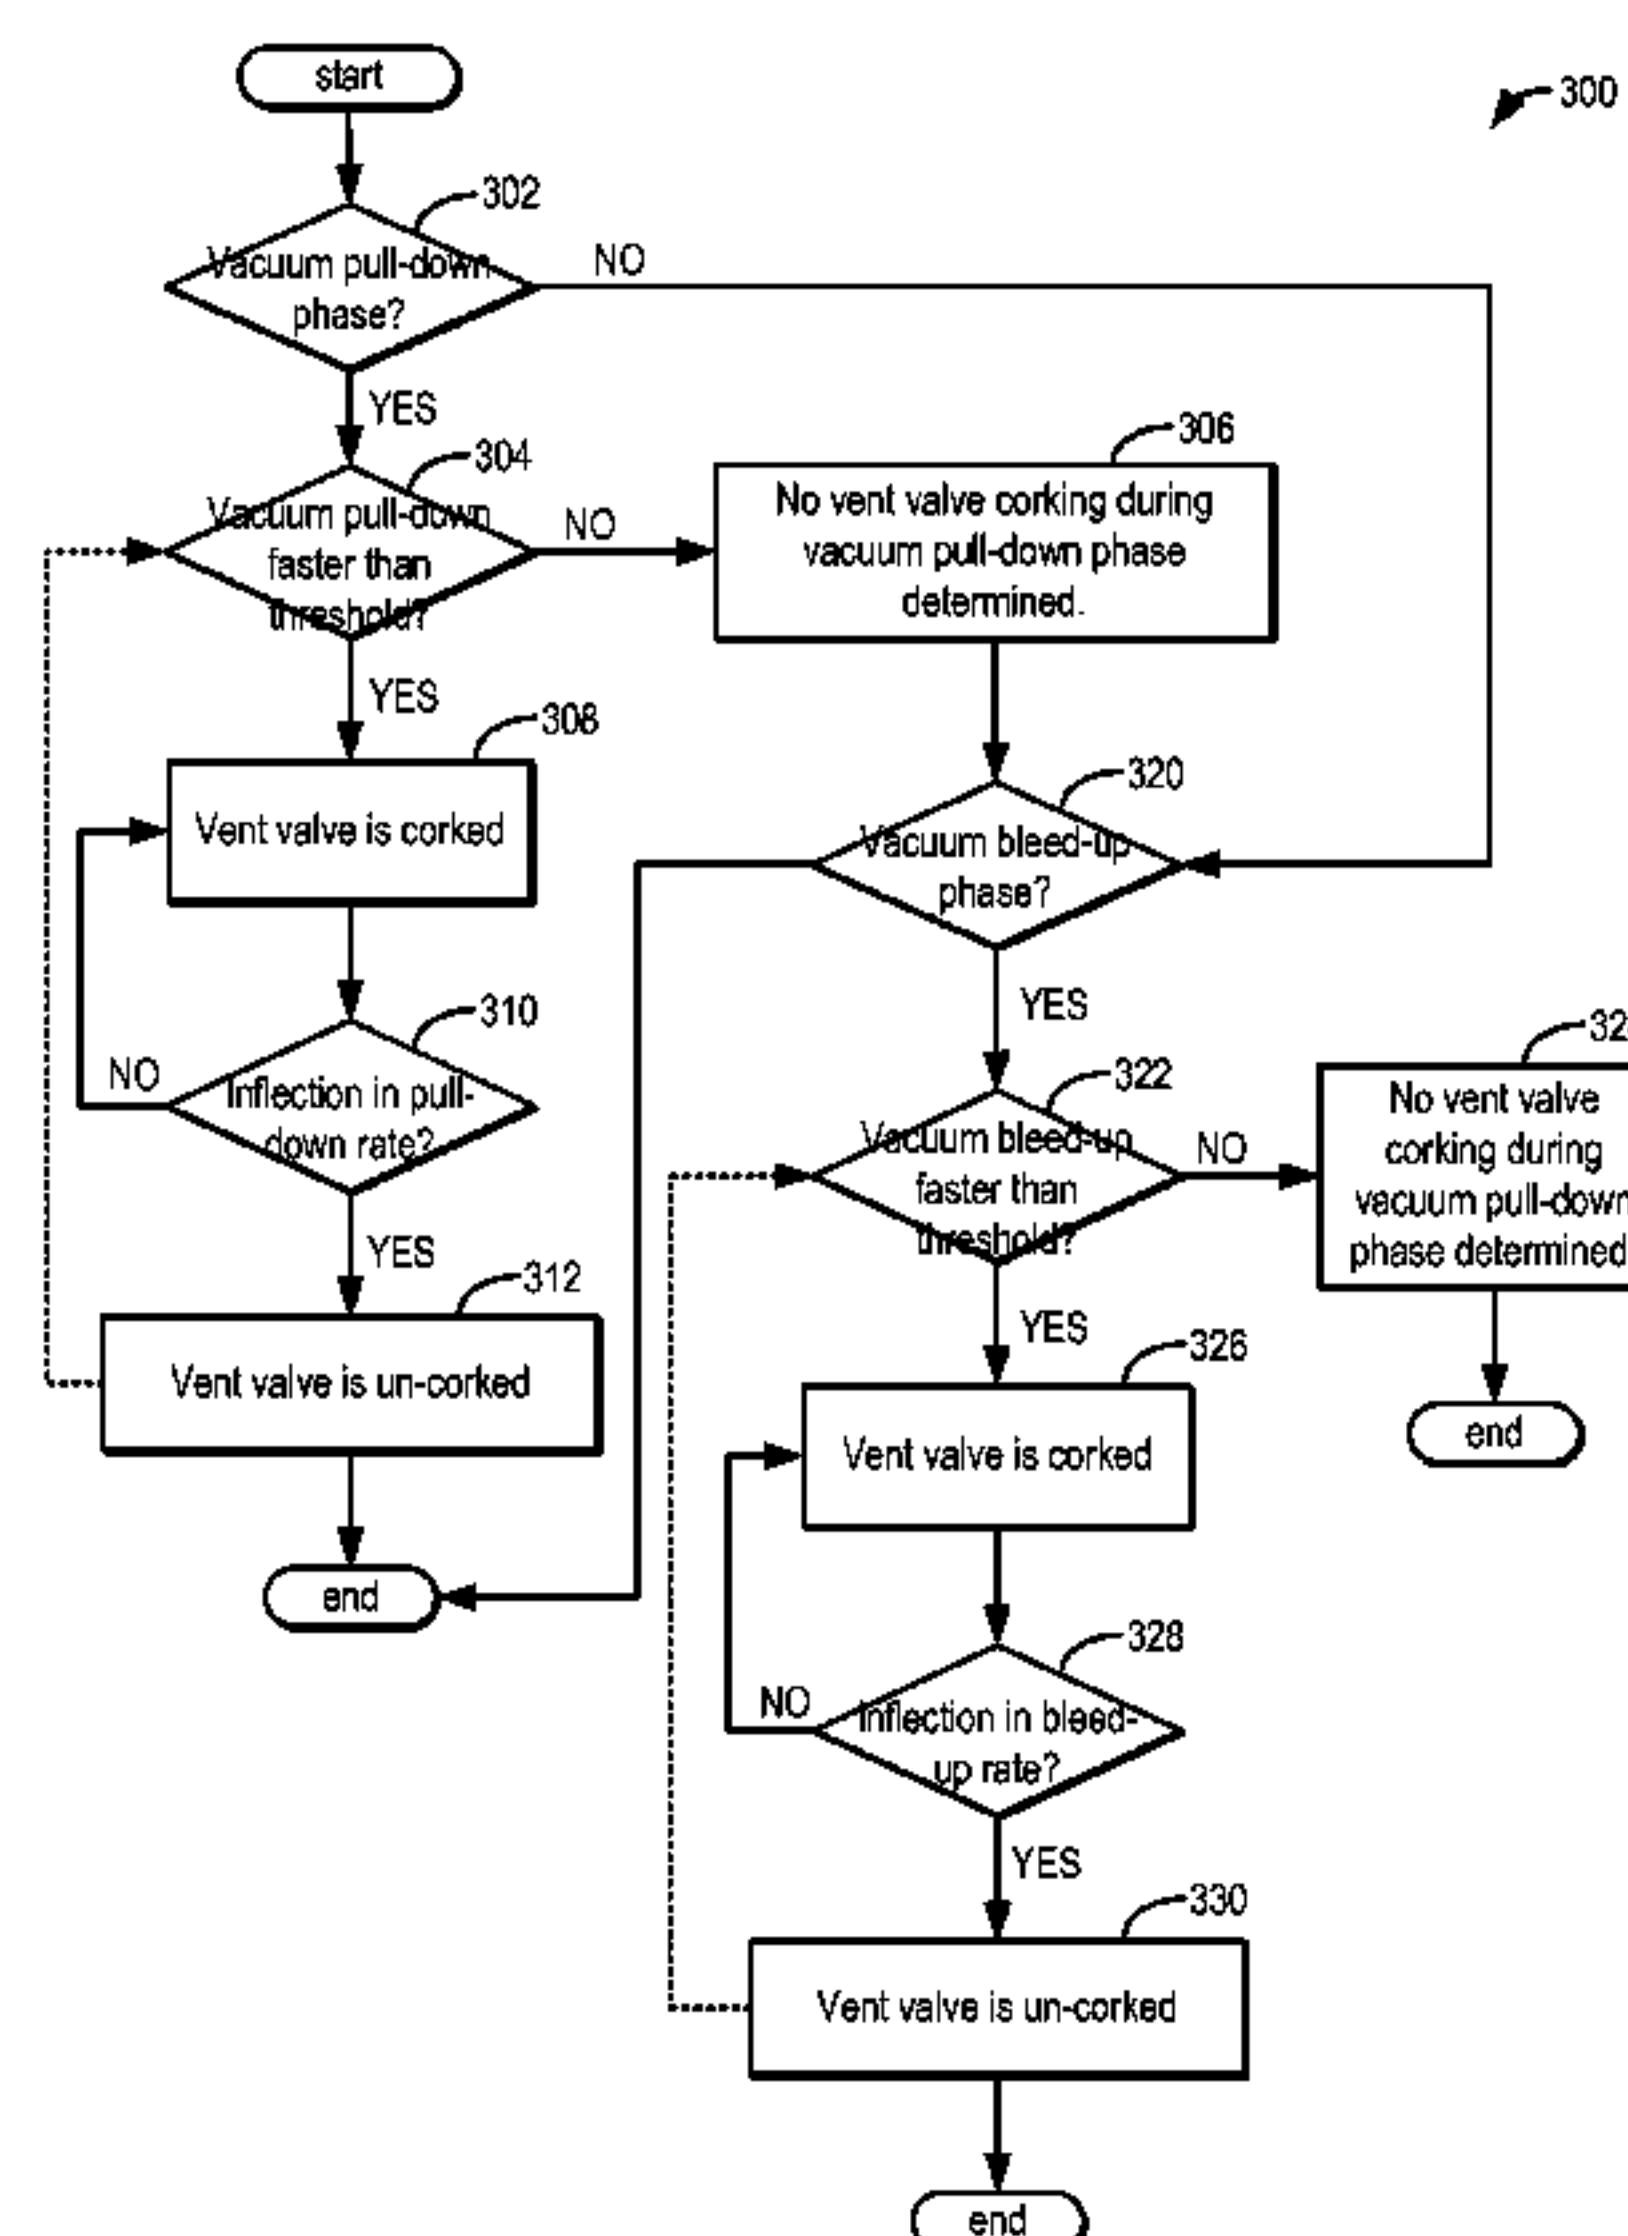 start
300
302
Vacuum pull-down
phase?
NO
YES
304
Vacuum pull-down
faster than
threshold?
NO
306
No vent valve corking during
vacuum pull-down phase
determined.
YES
308
Vent valve is corked
320
Vacuum bleed-up
phase?
310
Inflection in pull-
down rate?
NO
YES
YES
322
Vacuum bleed-up
faster than
threshold?
NO
No vent valve
corking during
vacuum pull-down
phase determined
312
Vent valve is un-corked
YES
326
Vent valve is corked
end
end
328
Inflection in bleed-
up rate?
NO
YES
330
Vent valve is un-corked
end